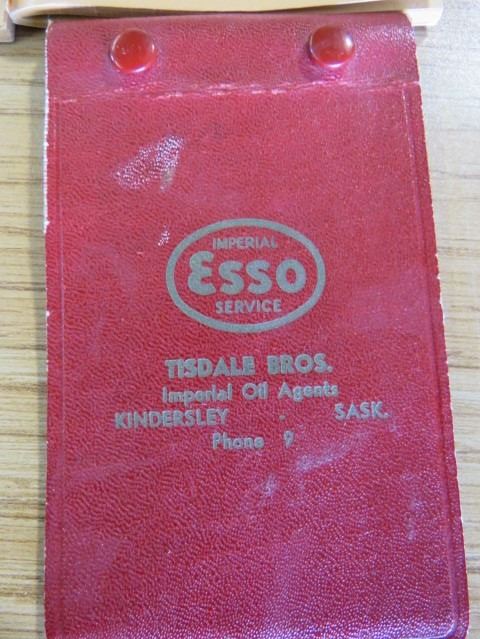 IMPERIAL
Esso
SERVICE
TISDALE BROS.
Imperial Oil Agents
KINDERSLEY - SASK.
Phone 9